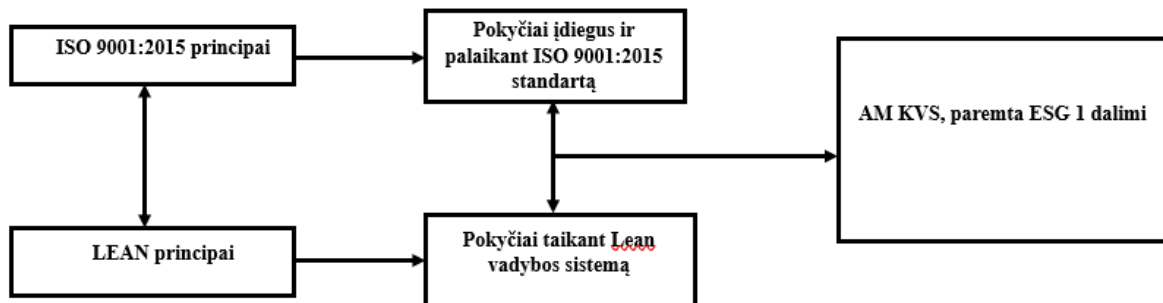 ISO 9001:2015 principai
Pokyčiai įdiegus ir
palaikant ISO 9001:2015
standartą
AM KVS, paremta ESG 1 dalimi
LEAN principai
Pokyčiai taikant Lean
vadybos sistemą